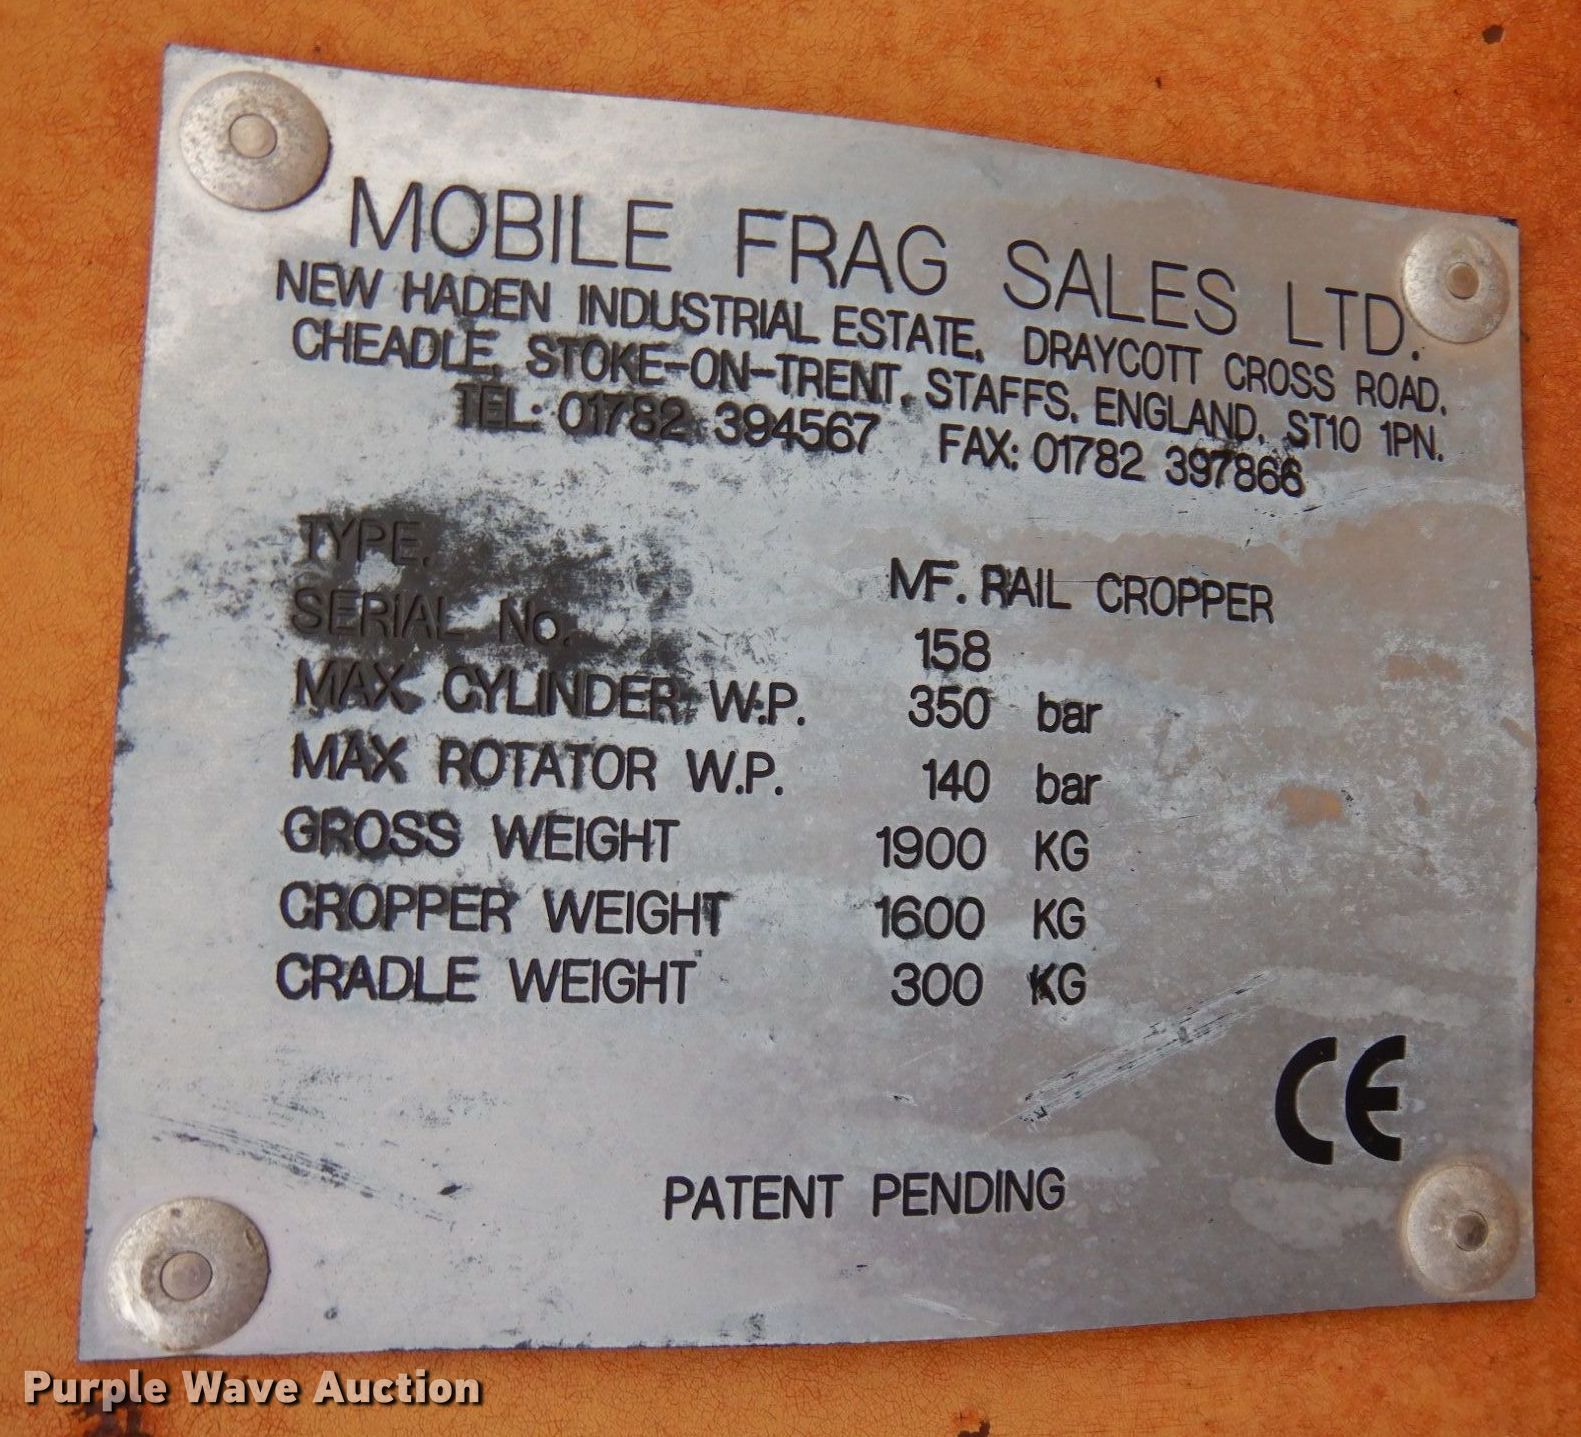 MOBILE FRAG SALES LTD.
NEW HADEN INDUSTRIAL ESTATE, DRAYCOTT CROSS ROAD,
CHEADLE, STOKE-ON-TRENT, STAFFS, ENGLAND, ST10 1PN.
TEL: 01782 394567 FAX: 01782 397866
TYPE. MF. RAIL CROPPER
SERIAL No. 158
MAX CYLINDER W.P. 350 bar
MAX ROTATOR W.P. 140 bar
GROSS WEIGHT 1900 KG
CROPPER WEIGHT 1600 KG
CRADLE WEIGHT 300 KG
CE
PATENT PENDING
Purple Wave Auction